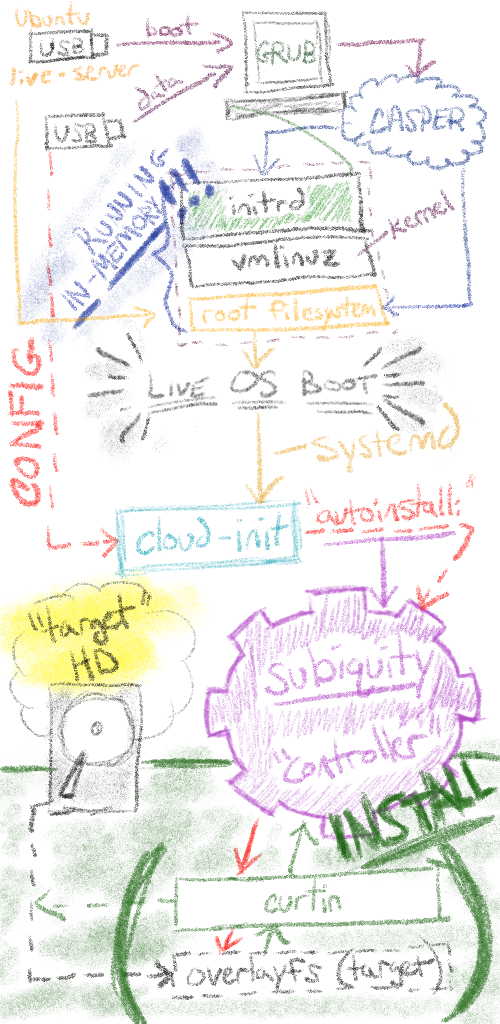 Ubuntu
USB
live-server
boot
data
USB
GRUB
CASPER
RUNNING
IN-MEMORY!!!
initrd
vmlinuz
kernel
root filesystem
LIVE OS BOOT
systemd
CONFIG
cloud-init
"autoinstall:"
"target"
HD
subiquity
"controller
INSTALL
curtin
overlayFs (target)